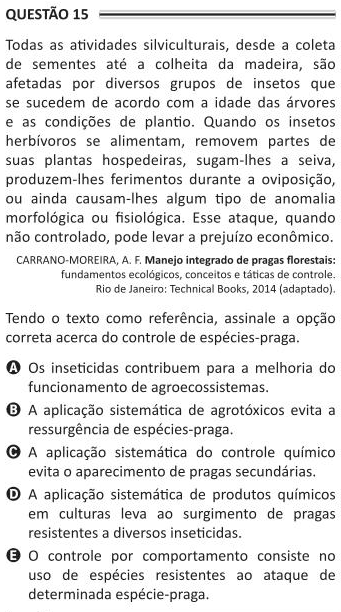 QUESTÃO 15
Todas as atividades silviculturais, desde a coleta
de sementes até a colheita da madeira, são
afetadas por diversos grupos de insetos que
se sucedem de acordo com a idade das árvores
e as condições de plantio. Quando os insetos
herbívoros se alimentam, removem partes de
suas plantas hospedeiras, sugam-lhes a seiva,
produzem-lhes ferimentos durante a oviposição,
ou ainda causam-lhes algum tipo de anomalia
morfológica ou fisiológica. Esse ataque, quando
não controlado, pode levar a prejuízo econômico.
CARRANO-MOREIRA, A. F. Manejo integrado de pragas florestais:
fundamentos ecológicos, conceitos e táticas de controle.
Rio de Janeiro: Technical Books, 2014 (adaptado).
Tendo o texto como referência, assinale a opção
correta acerca do controle de espécies-praga.
A Os inseticidas contribuem para a melhoria do
funcionamento de agroecossistemas.
B A aplicação sistemática de agrotóxicos evita a
ressurgência de espécies-praga.
C A aplicação sistemática do controle químico
evita o aparecimento de pragas secundárias.
D A aplicação sistemática de produtos químicos
em culturas leva ao surgimento de pragas
resistentes a diversos inseticidas.
E O controle por comportamento consiste no
uso de espécies resistentes ao ataque de
determinada espécie-praga.